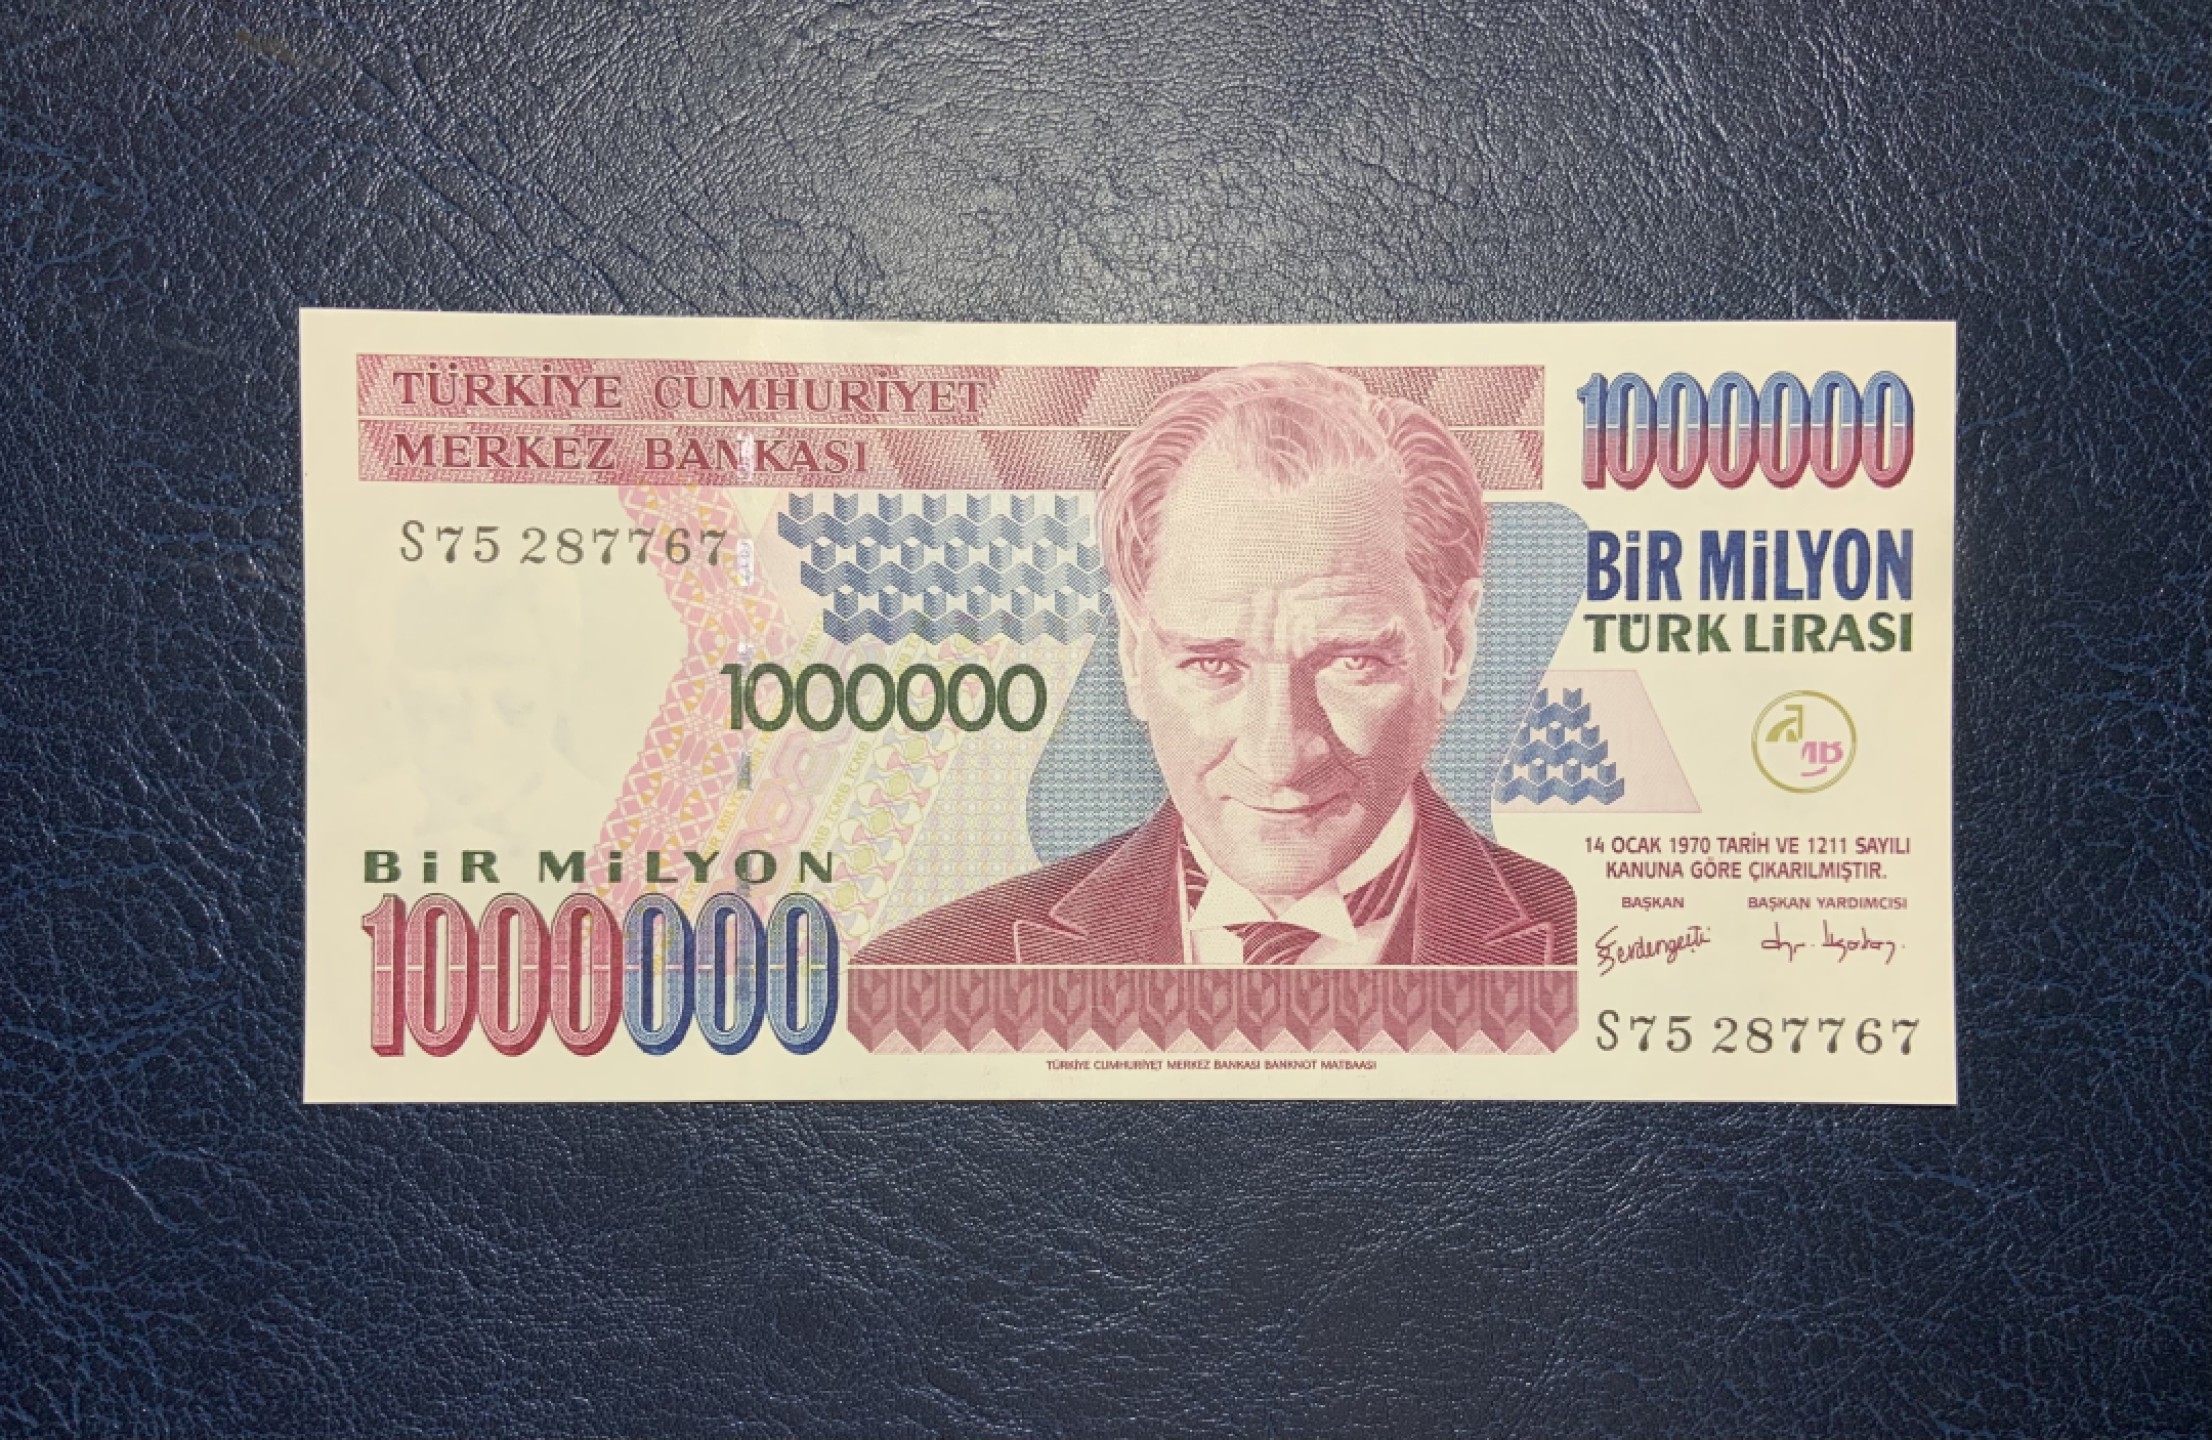 TÜRKİYE CUMHURİYET
MERKEZ BANKASI
1000000
S75 287767
BİR MİLYON
TÜRK LİRASI
1000000
14 OCAK 1970 TARİH VE 1211 SAYILI
KANUNA GÖRE ÇIKARILMIŞTIR.
BAŞKAN BAŞKAN YARDIMCISI
BİR MİLYON
1000000
S75 287767
TÜRKİYE CUMHURİYET MERKEZ BANKASI BANKNOT MATBAASI